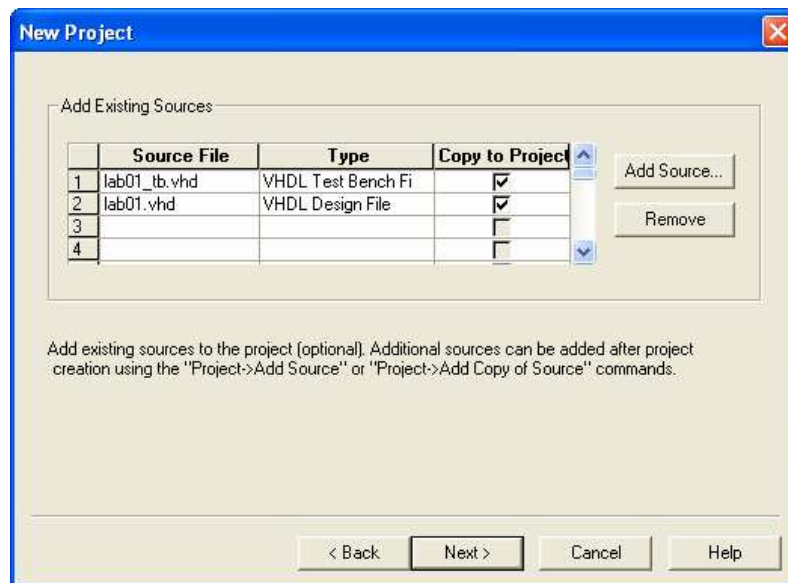 New Project
Add Existing Sources
Source File Type Copy to Project
1 lab01_tb.vhd VHDL Test Bench Fi
2 lab01.vhd VHDL Design File
3
4
Add Source...
Remove
Add existing sources to the project (optional). Additional sources can be added after project
creation using the "Project->Add Source" or "Project->Add Copy of Source" commands.
< Back Next > Cancel Help